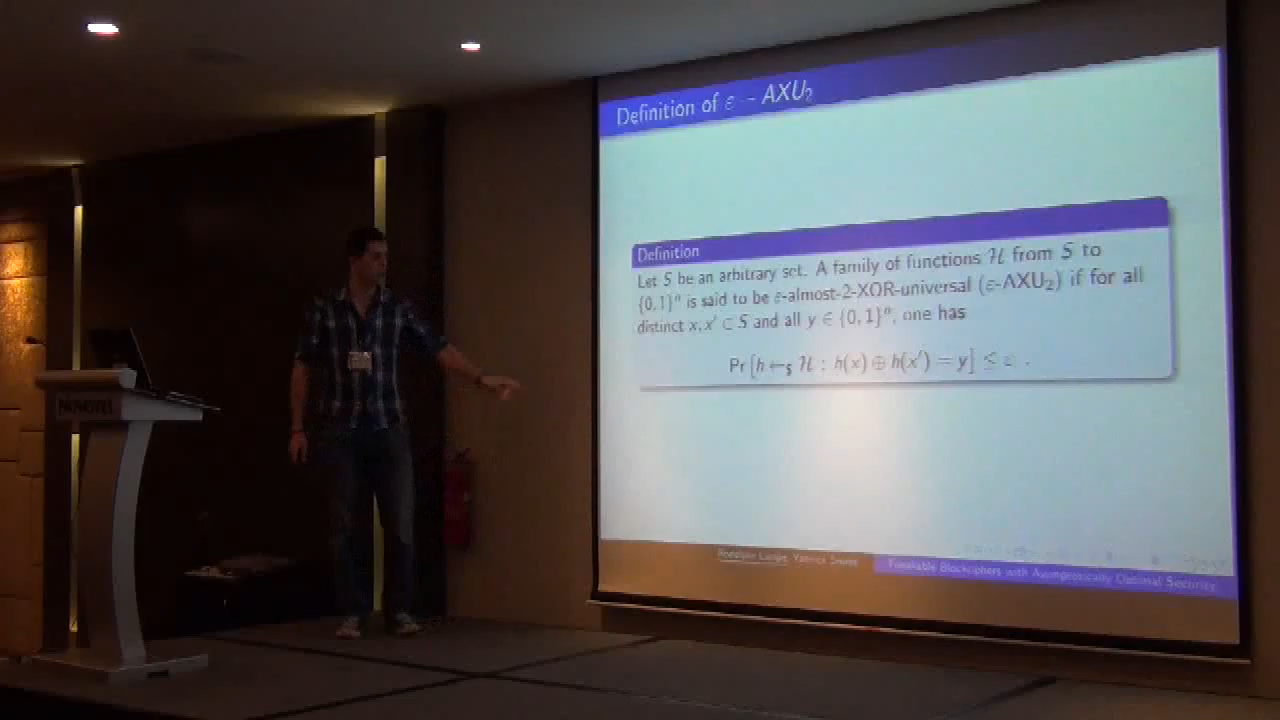 Definition of ε - AXU₂
Definition
Let S be an arbitrary set. A family of functions ℋ from S to
{0,1}ⁿ is said to be ε-almost-2-XOR-universal (ε-AXU₂) if for all
distinct x, x′ ∈ S and all y ∈ {0,1}ⁿ, one has
Pr [h ←$ ℋ : h(x) ⊕ h(x′) = y] ≤ ε .
Yannick Seurin
Tweakable Blockciphers with Asymptotically Optimal Security
NOVOTEL